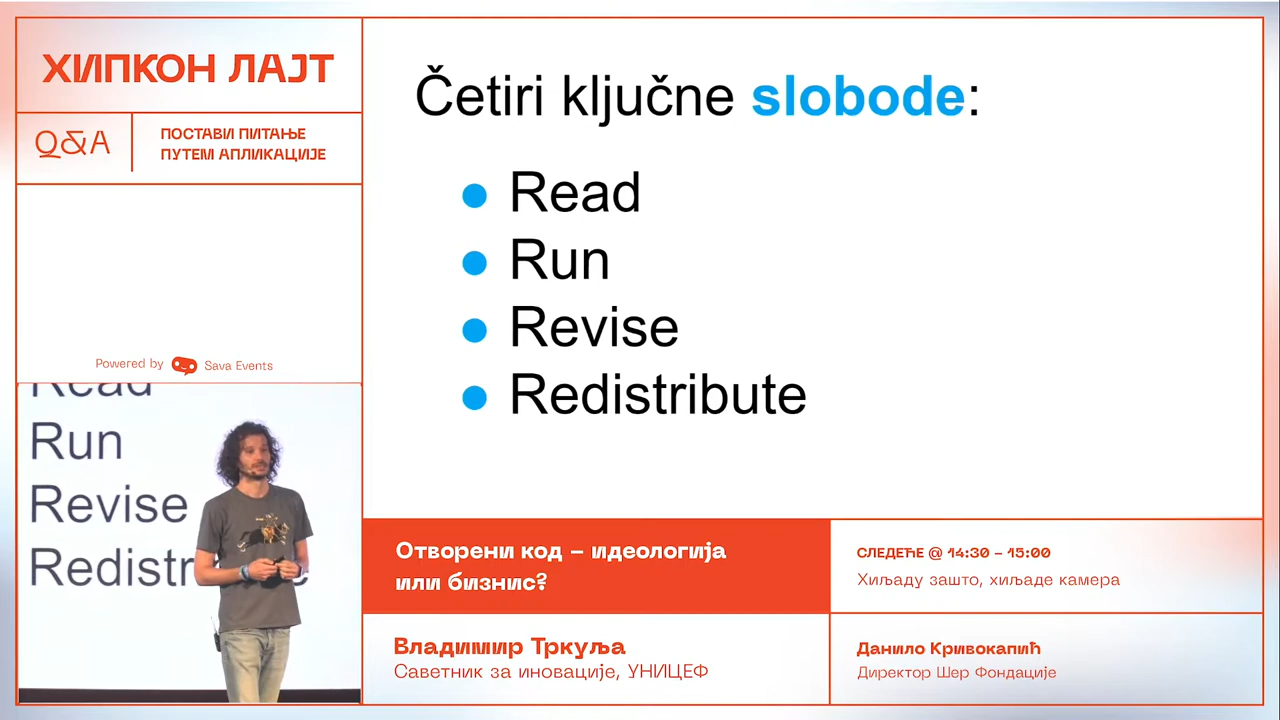 ХИПКОН ЛАЈТ
Q&A
ПОСТАВИ ПИТАЊЕ
ПУТЕМ АПЛИКАЦИЈЕ
Powered by Sava Events
Četiri ključne slobode:
Read
Run
Revise
Redistribute
Read
Run
Revise
Redistr e
Отворени код – идеологија
или бизнис?
Владимир Тркуља
Саветник за иновације, УНИЦЕФ
СЛЕДЕЋЕ @ 14:30 – 15:00
Хиљаду зашто, хиљаде камера
Данило Кривокапић
Директор Шер Фондације